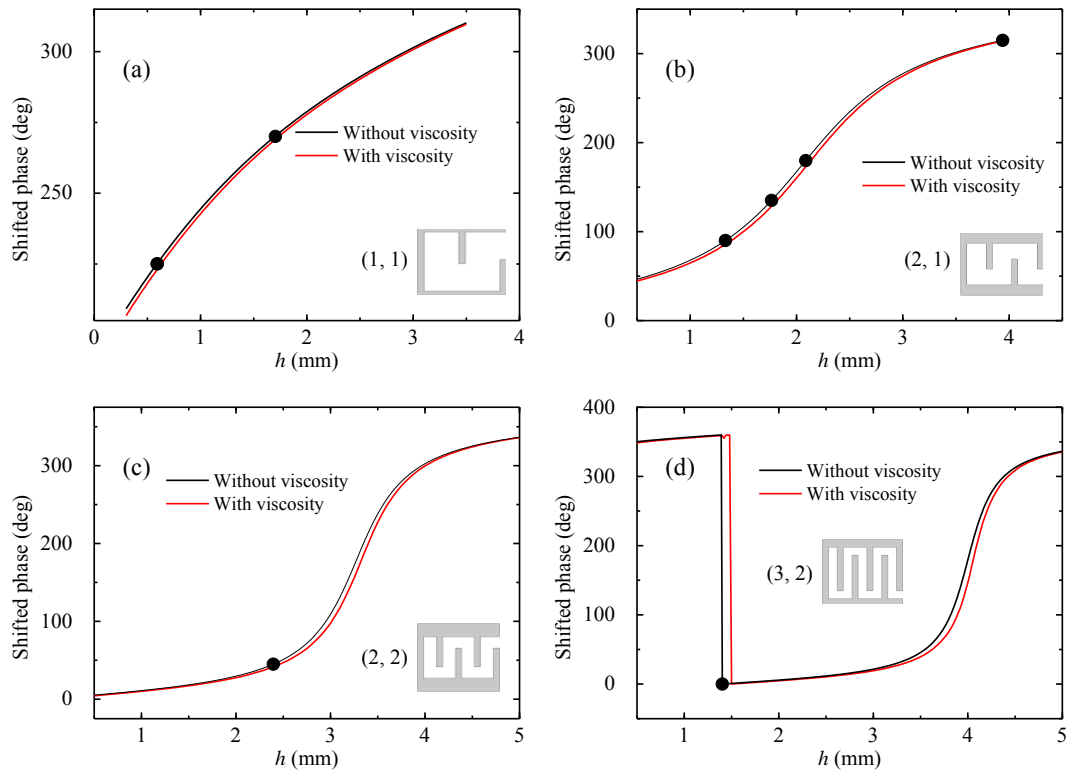 (a)
Shifted phase (deg)
300
250
Without viscosity
With viscosity
(1, 1)
0 1 2 3 4
h (mm)
(b)
Shifted phase (deg)
300
200
100
0
Without viscosity
With viscosity
(2, 1)
1 2 3 4 5
h (mm)
(c)
Shifted phase (deg)
300
200
100
0
Without viscosity
With viscosity
(2, 2)
1 2 3 4 5
h (mm)
(d)
Shifted phase (deg)
400
300
200
100
0
Without viscosity
With viscosity
(3, 2)
1 2 3 4 5
h (mm)